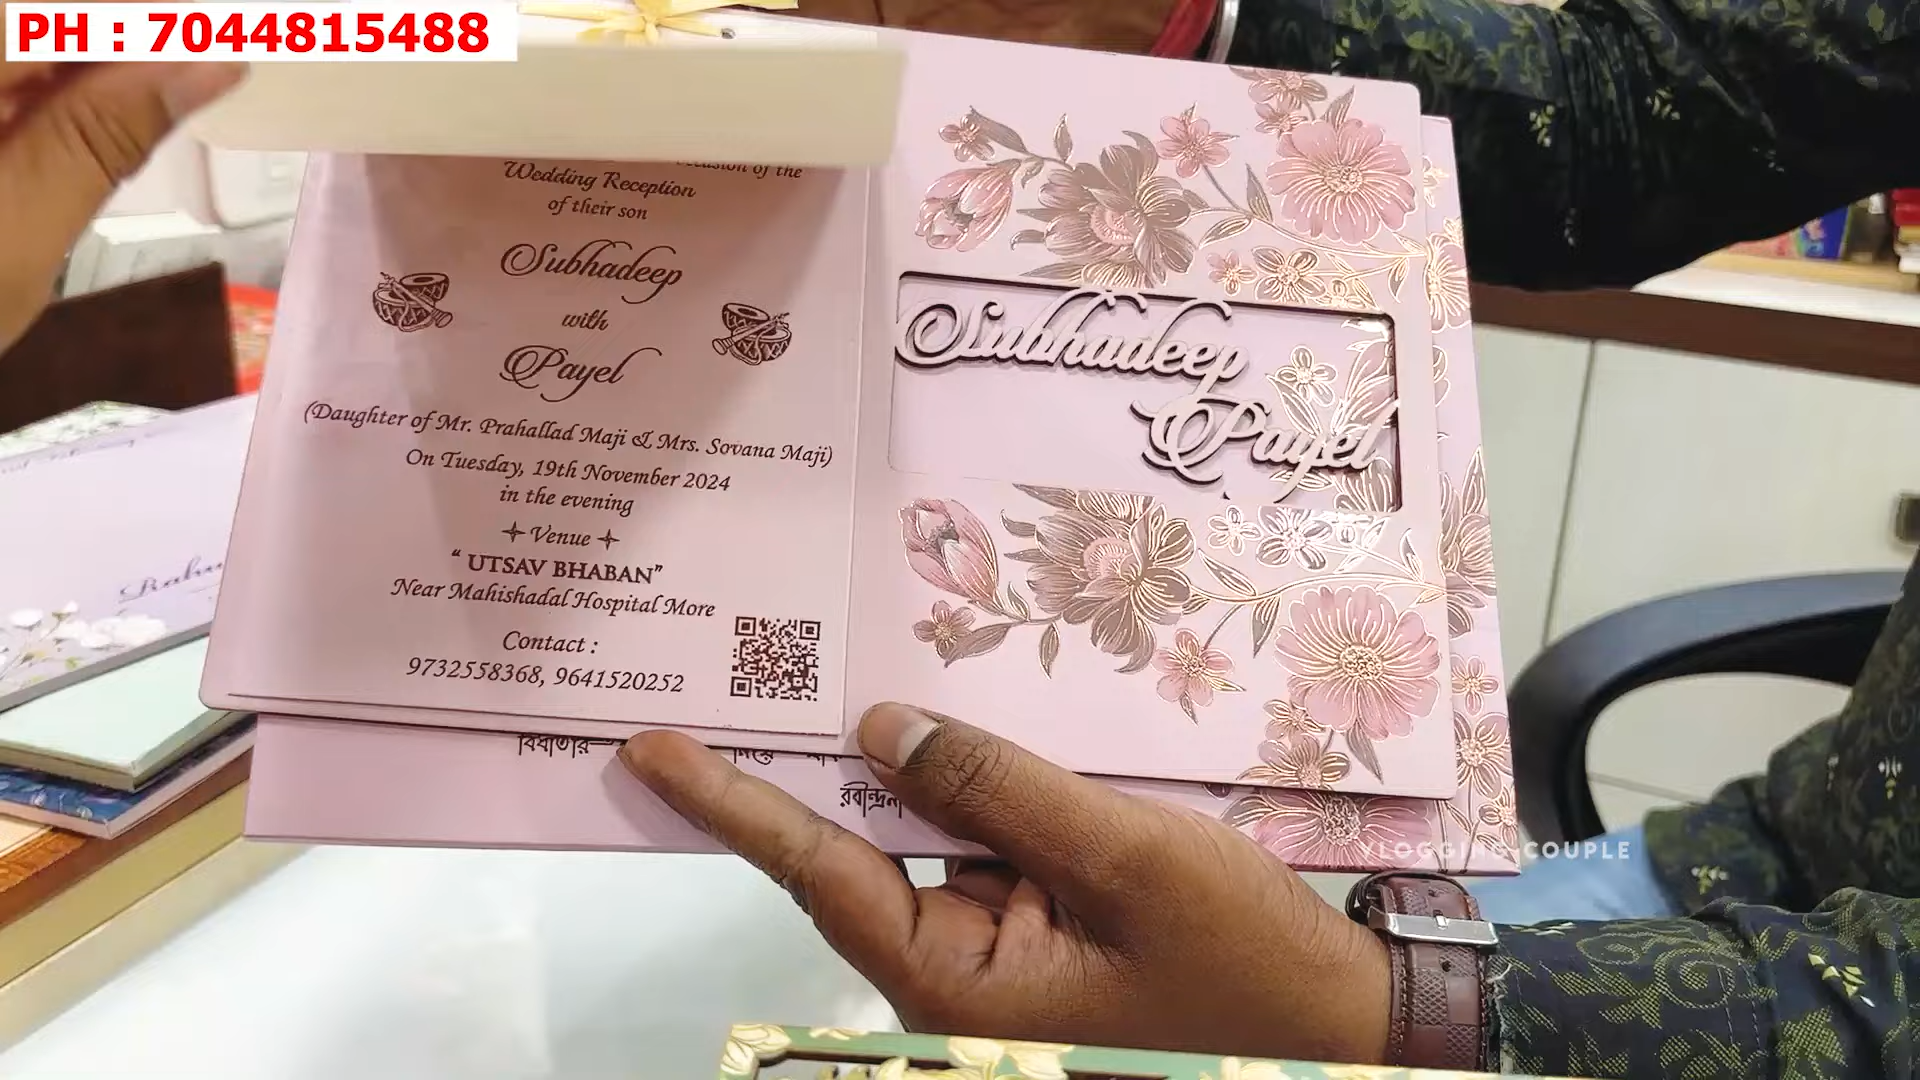 PH : 7044815488
of the
Wedding Reception
of their son
Subhadeep
with
Payel
(Daughter of Mr. Prahallad Maji & Mrs. Sovana Maji)
On Tuesday, 19th November 2024
in the evening
Venue
“ UTSAV BHABAN”
Near Mahishadal Hospital More
Contact :
9732558368, 9641520252
Subhadeep
Payel
বিধাতার
VLOGGING COUPLE